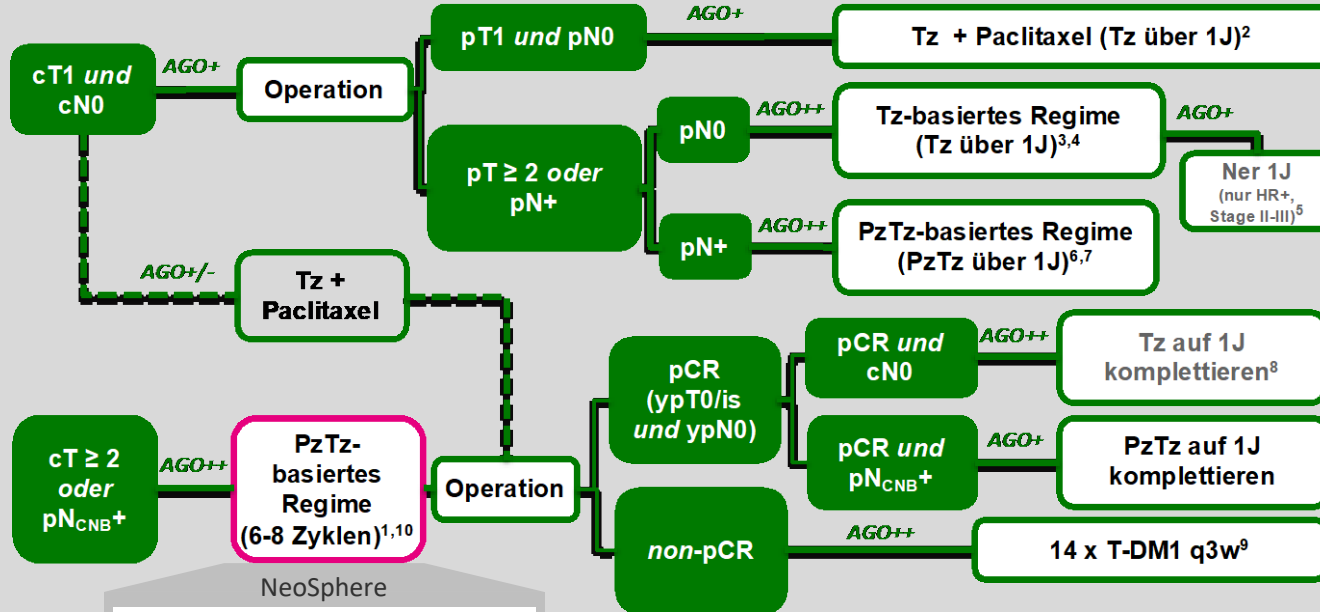 cT1 und
cN0
AGO+
Operation
pT1 und pN0
AGO+
Tz + Paclitaxel (Tz über 1J)²
pT ≥ 2 oder
pN+
pN0
AGO++
Tz-basiertes Regime
(Tz über 1J)³,⁴
AGO+
Ner 1J
(nur HR+,
Stage II-III)⁵
pN+
AGO++
PzTz-basiertes Regime
(PzTz über 1J)⁶,⁷
AGO+/-
Tz +
Paclitaxel
cT ≥ 2
oder
pN_CNB+
AGO++
PzTz-
basiertes
Regime
(6-8 Zyklen)¹,¹⁰
Operation
pCR
(ypT0/is
und ypN0)
pCR und
cN0
AGO++
Tz auf 1J
komplettieren⁸
pCR und
pN_CNB+
AGO+
PzTz auf 1J
komplettieren
non-pCR
AGO++
14 x T-DM1 q3w⁹
NeoSphere